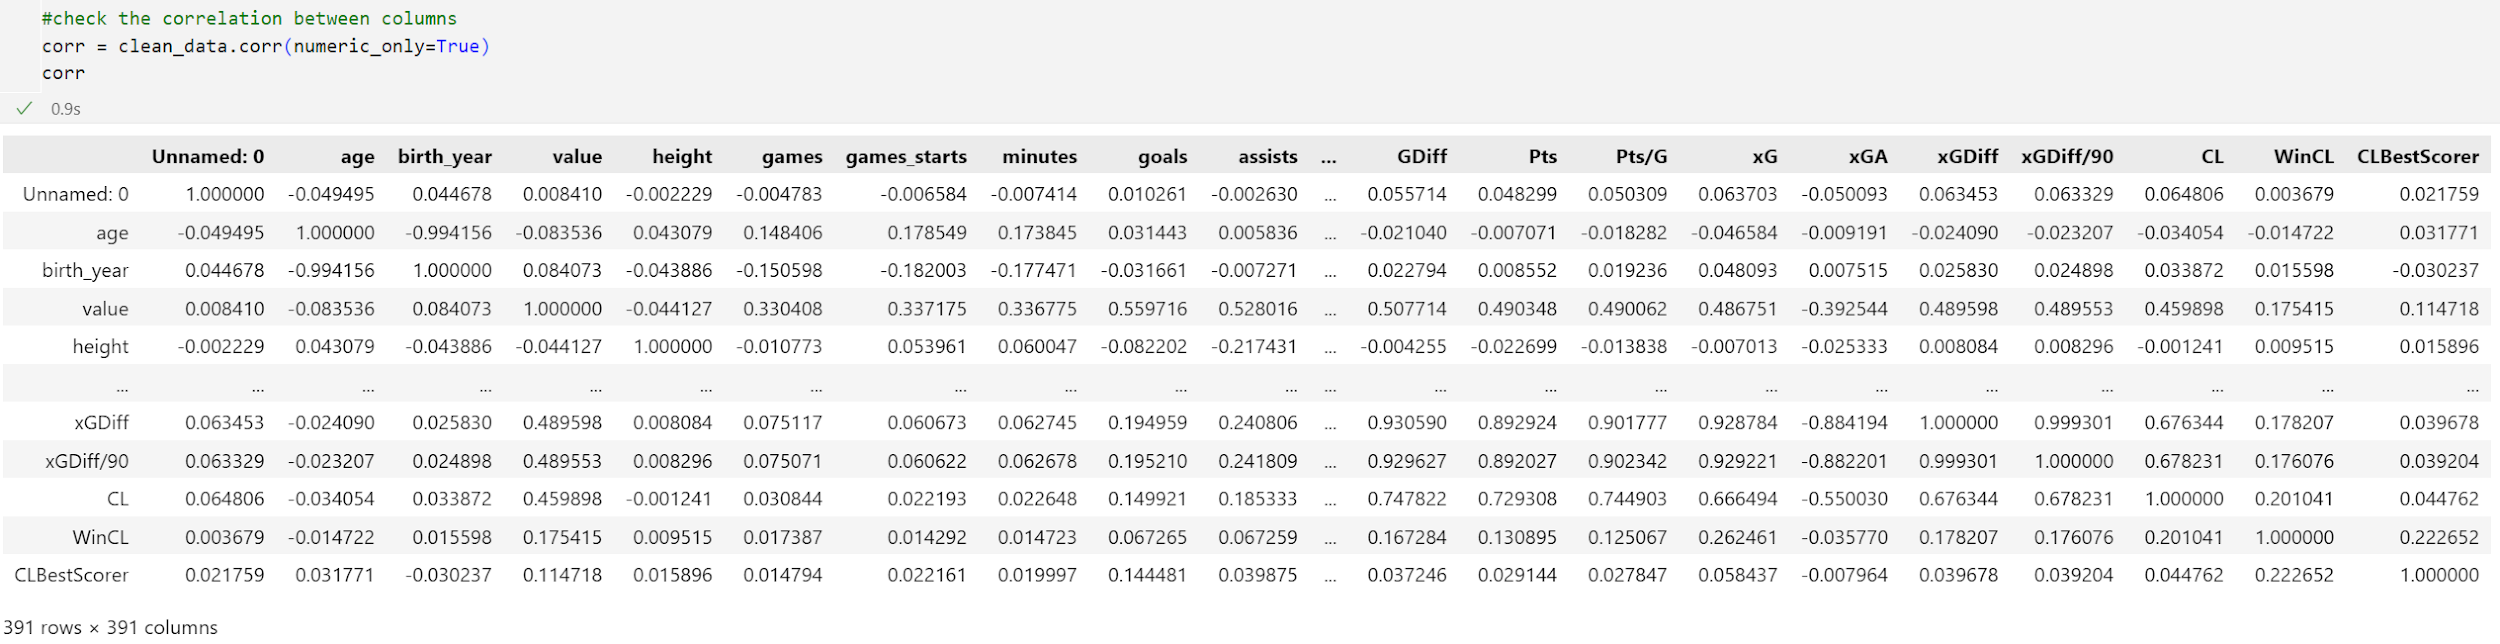 #check the correlation between columns
corr = clean_data.corr(numeric_only=True)
corr
✓ 0.9s
Unnamed: 0 age birth_year value height games games_starts minutes goals assists ... GDiff Pts Pts/G xG xGA xGDiff xGDiff/90 CL WinCL CLBestScorer
Unnamed: 0 1.000000 -0.049495 0.044678 0.008410 -0.002229 -0.004783 -0.006584 -0.007414 0.010261 -0.002630 ... 0.055714 0.048299 0.050309 0.063703 -0.050093 0.063453 0.063329 0.064806 0.003679 0.021759
age -0.049495 1.000000 -0.994156 -0.083536 0.043079 0.148406 0.178549 0.173845 0.031443 0.005836 ... -0.021040 -0.007071 -0.018282 -0.046584 -0.009191 -0.024090 -0.023207 -0.034054 -0.014722 0.031771
birth_year 0.044678 -0.994156 1.000000 0.084073 -0.043886 -0.150598 -0.182003 -0.177471 -0.031661 -0.007271 ... 0.022794 0.008552 0.019236 0.048093 0.007515 0.025830 0.024898 0.033872 0.015598 -0.030237
value 0.008410 -0.083536 0.084073 1.000000 -0.044127 0.330408 0.337175 0.336775 0.559716 0.528016 ... 0.507714 0.490348 0.490062 0.486751 -0.392544 0.489598 0.489553 0.459898 0.175415 0.114718
height -0.002229 0.043079 -0.043886 -0.044127 1.000000 -0.010773 0.053961 0.060047 -0.082202 -0.217431 ... -0.004255 -0.022699 -0.013838 -0.007013 -0.025333 0.008084 0.008296 -0.001241 0.009515 0.015896
... ... ... ... ... ... ... ... ... ... ... ... ... ... ... ... ... ... ... ... ... ...
xGDiff 0.063453 -0.024090 0.025830 0.489598 0.008084 0.075117 0.060673 0.062745 0.194959 0.240806 ... 0.930590 0.892924 0.901777 0.928784 -0.884194 1.000000 0.999301 0.676344 0.178207 0.039678
xGDiff/90 0.063329 -0.023207 0.024898 0.489553 0.008296 0.075071 0.060622 0.062678 0.195210 0.241809 ... 0.929627 0.892027 0.902342 0.929221 -0.882201 0.999301 1.000000 0.678231 0.176076 0.039204
CL 0.064806 -0.034054 0.033872 0.459898 -0.001241 0.030844 0.022193 0.022648 0.149921 0.185333 ... 0.747822 0.729308 0.744903 0.666494 -0.550030 0.676344 0.678231 1.000000 0.201041 0.044762
WinCL 0.003679 -0.014722 0.015598 0.175415 0.009515 0.017387 0.014292 0.014723 0.067265 0.067259 ... 0.167284 0.130895 0.125067 0.262461 -0.035770 0.178207 0.176076 0.201041 1.000000 0.222652
CLBestScorer 0.021759 0.031771 -0.030237 0.114718 0.015896 0.014794 0.022161 0.019997 0.144481 0.039875 ... 0.037246 0.029144 0.027847 0.058437 -0.007964 0.039678 0.039204 0.044762 0.222652 1.000000
391 rows × 391 columns